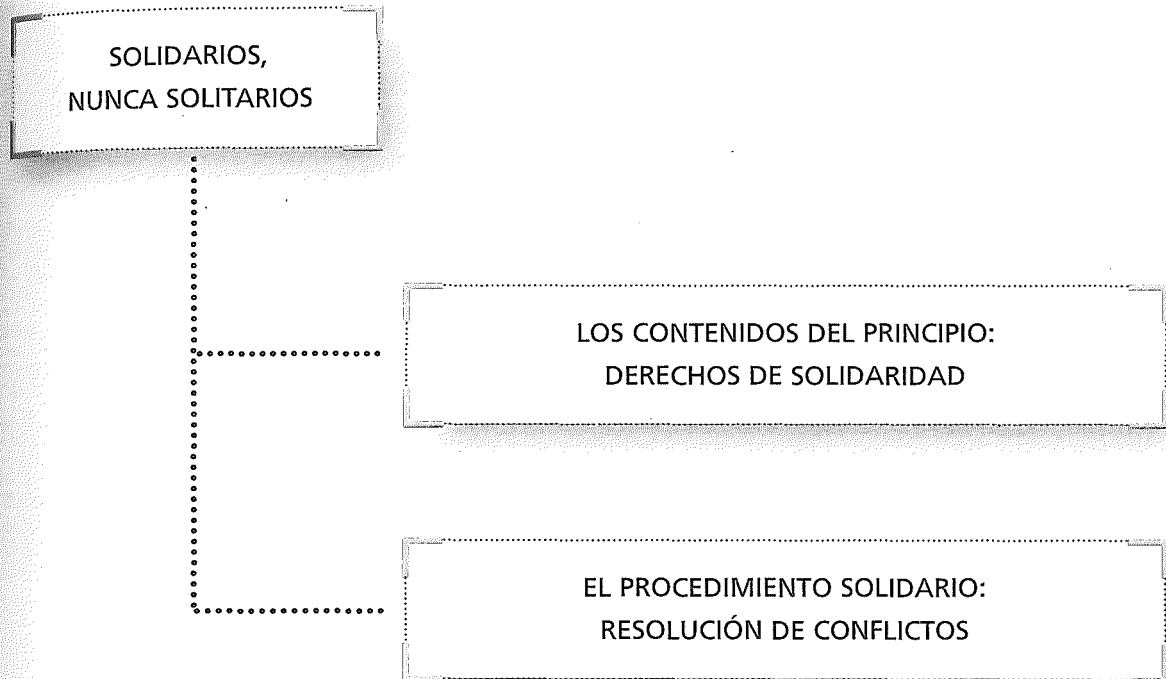 SOLIDARIOS,
NUNCA SOLITARIOS
LOS CONTENIDOS DEL PRINCIPIO:
DERECHOS DE SOLIDARIDAD
EL PROCEDIMIENTO SOLIDARIO:
RESOLUCIÓN DE CONFLICTOS